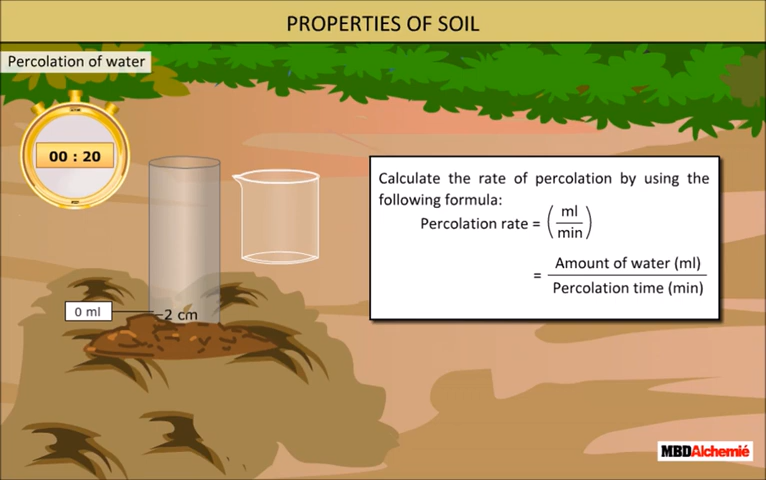 PROPERTIES OF SOIL
Percolation of water
00 : 20
Calculate the rate of percolation by using the
following formula:
Percolation rate = (ml/min)
= Amount of water (ml)
Percolation time (min)
0 ml
2 cm
MBDAlchemié